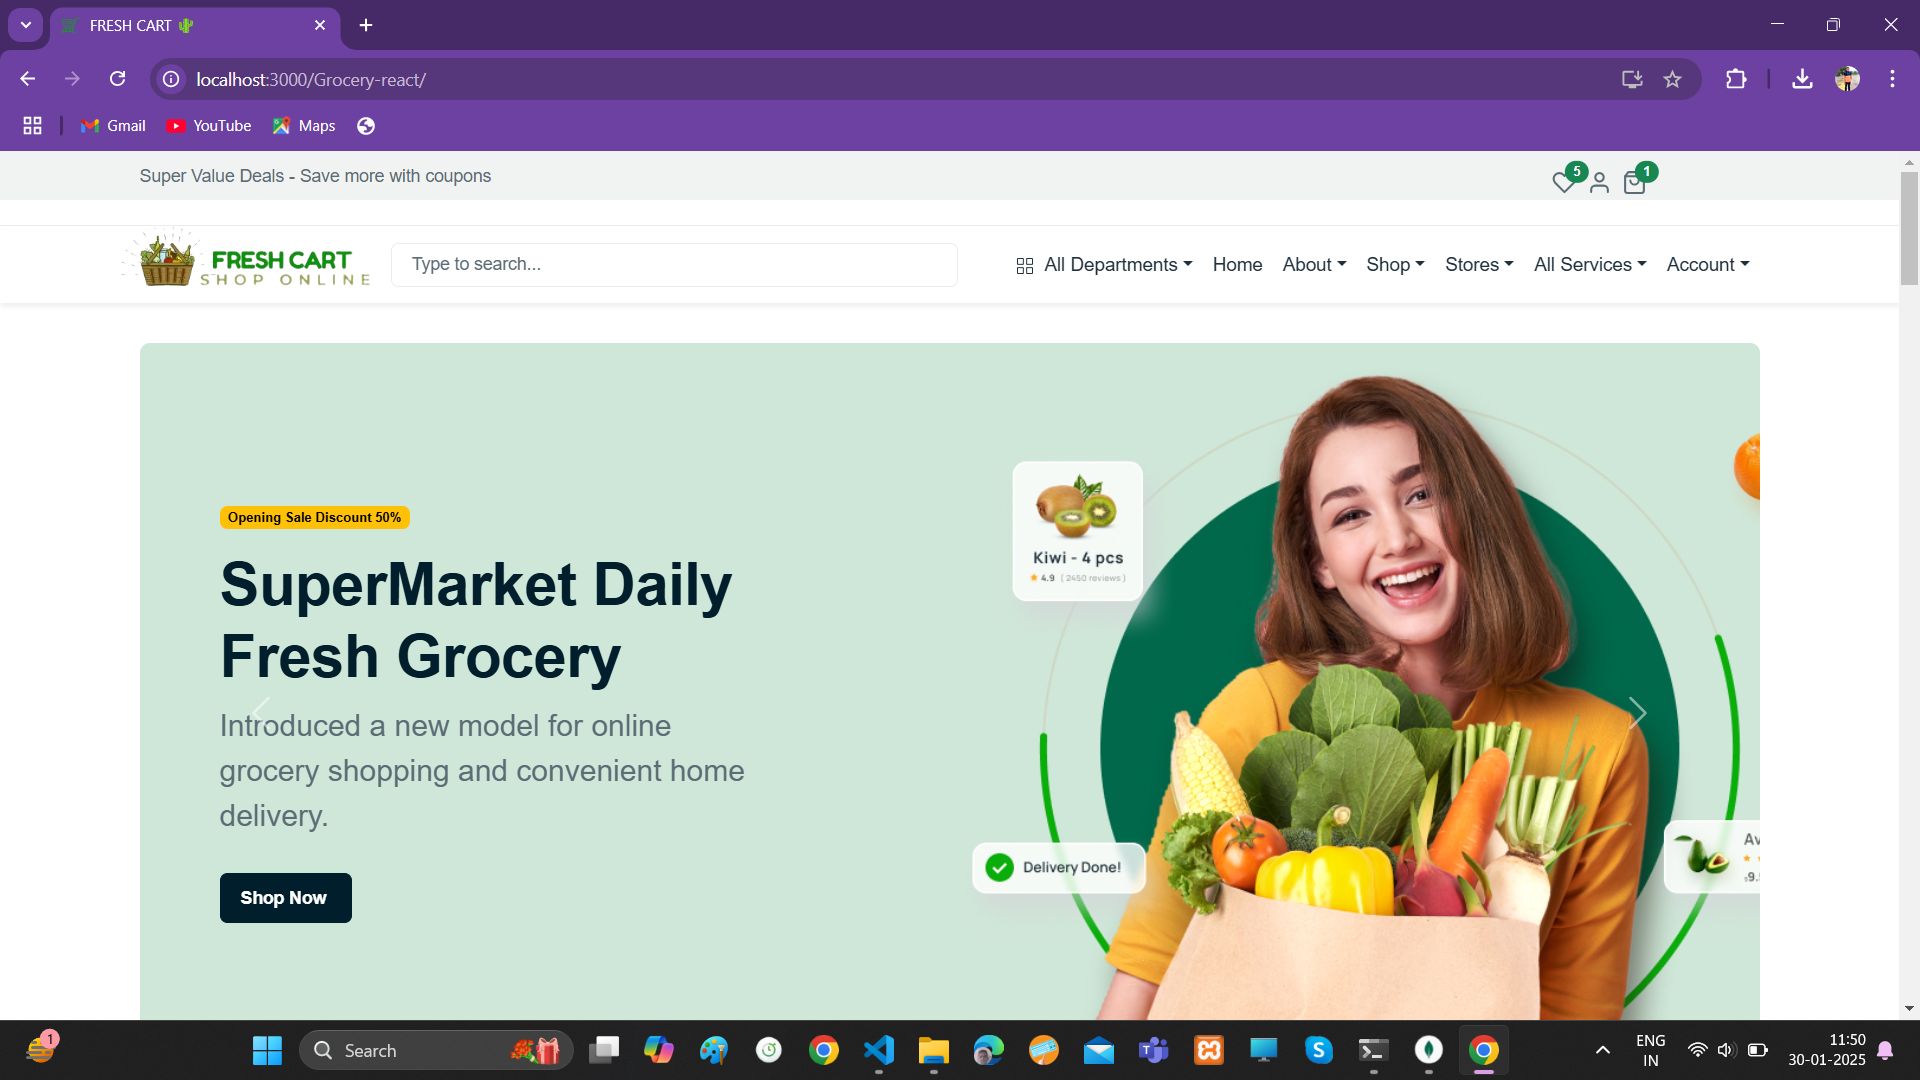 FRESH CART
localhost:3000/Grocery-react/
Gmail
YouTube
Maps
Super Value Deals - Save more with coupons
5
1
FRESH CART
SHOP ONLINE
Type to search...
All Departments
Home
About
Shop
Stores
All Services
Account
Opening Sale Discount 50%
SuperMarket Daily
Fresh Grocery
Introduced a new model for online
grocery shopping and convenient home
delivery.
Shop Now
Kiwi - 4 pcs
4.9 ( 2450 reviews )
Delivery Done!
1
Search
ENG
IN
11:50
30-01-2025